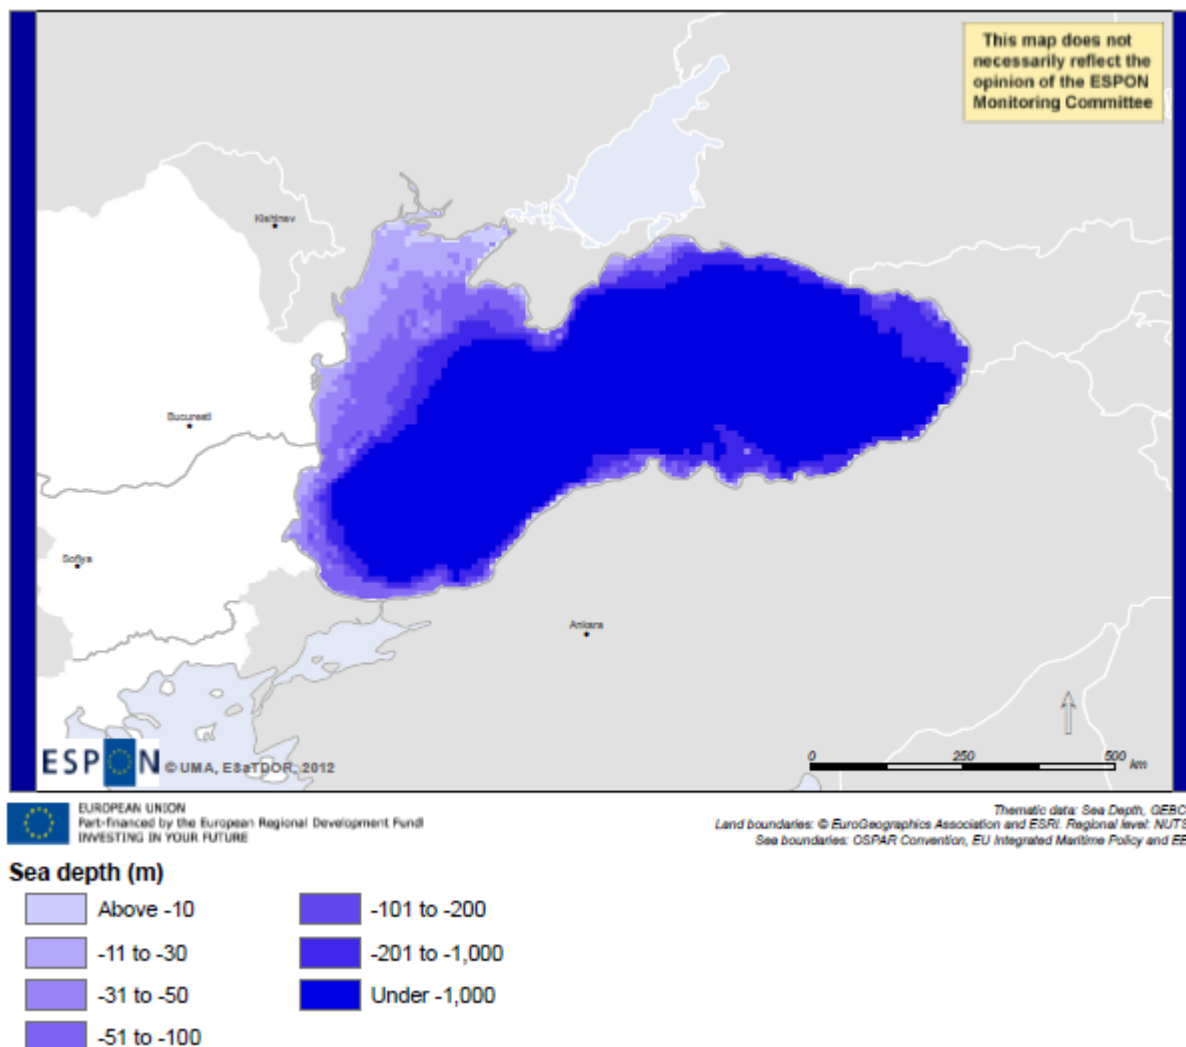 This map does not
necessarily reflect the
opinion of the ESPON
Monitoring Committee
Kishinev
Bucuresti
Sofiya
Ankara
0 250 500 km
ESPON © UMA, ESaTDOR, 2012
EUROPEAN UNION
Part-financed by the European Regional Development Fund
INVESTING IN YOUR FUTURE
Thematic data: Sea Depth, GEBC
Land boundaries: © EuroGeographics Association and ESRI. Regional level: NUTS
Sea boundaries: OSPAR Convention, EU Integrated Maritime Policy and EE
Sea depth (m)
Above -10
-11 to -30
-31 to -50
-51 to -100
-101 to -200
-201 to -1,000
Under -1,000